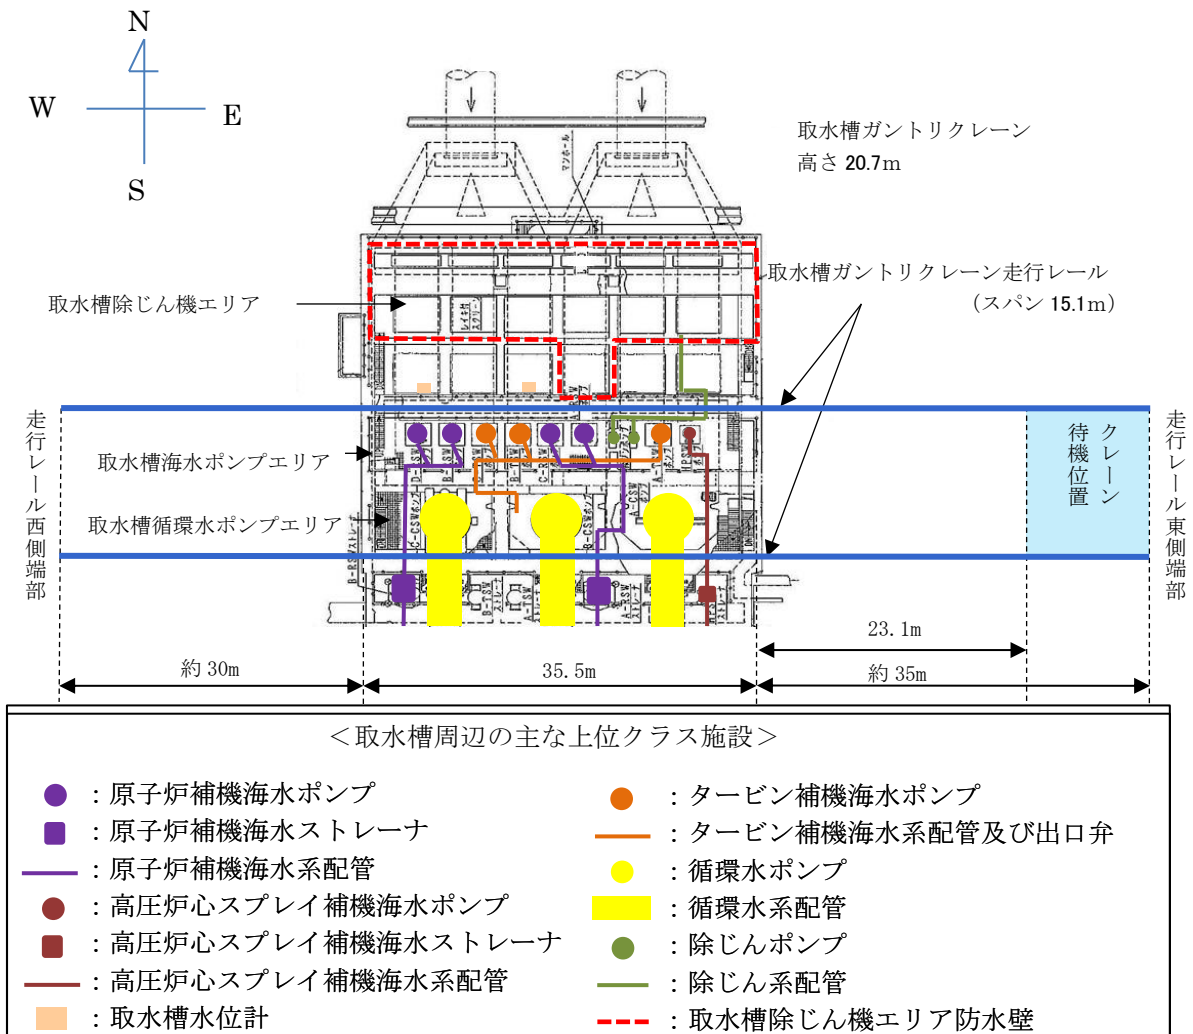 N
W
E
S
マンホール
取水槽ガントリクレーン
高さ 20.7m
取水槽ガントリクレーン走行レール
(スパン 15.1m)
取水槽除じん機エリア
走行レール西側端部
取水槽海水ポンプエリア
取水槽循環水ポンプエリア
クレーン
待機位置
走行レール東側端部
23.1m
約 30m
35.5m
約 35m
＜取水槽周辺の主な上位クラス施設＞
：原子炉補機海水ポンプ
：タービン補機海水ポンプ
：原子炉補機海水ストレーナ
：タービン補機海水系配管及び出口弁
：原子炉補機海水系配管
：循環水ポンプ
：高圧炉心スプレイ補機海水ポンプ
：循環水系配管
：高圧炉心スプレイ補機海水ストレーナ
：除じんポンプ
：高圧炉心スプレイ補機海水系配管
：除じん系配管
：取水槽水位計
：取水槽除じん機エリア防水壁